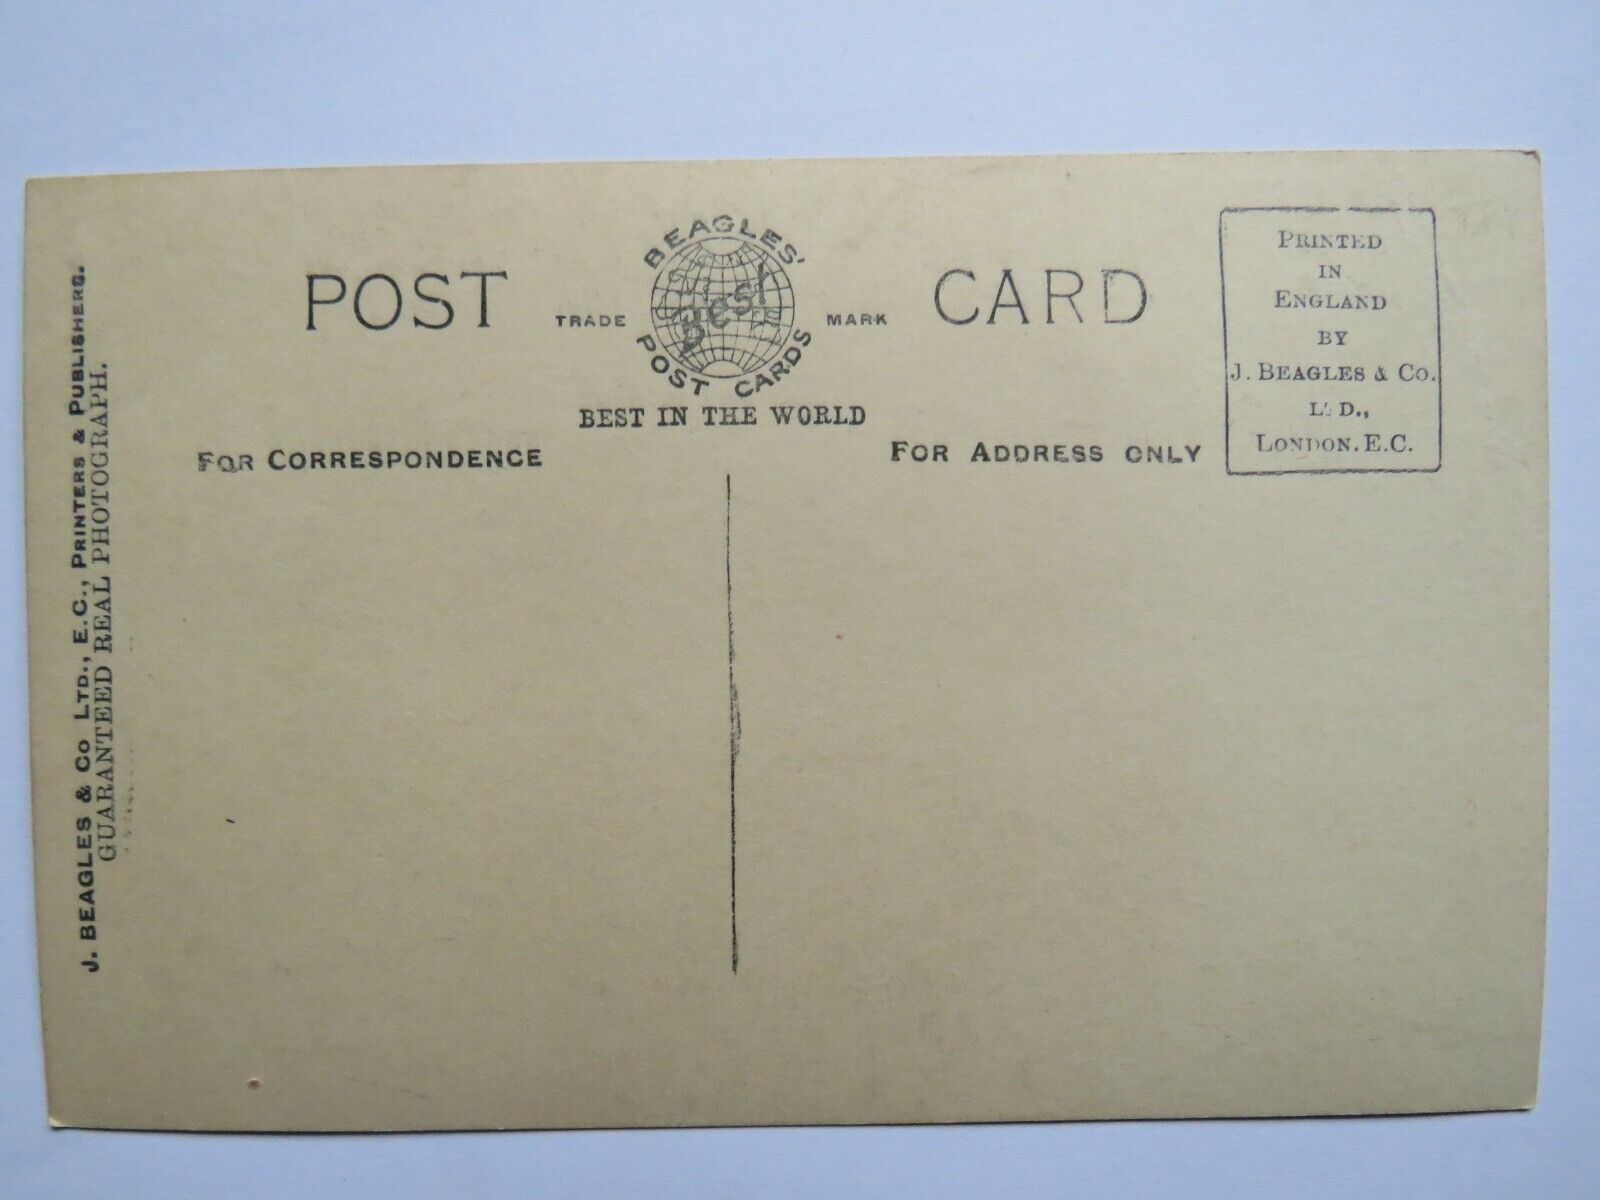 J. BEAGLES & Co LTD., E.C., PRINTERS & PUBLISHERS.
GUARANTEED REAL PHOTOGRAPH.
POST CARD
TRADE MARK
BEAGLES'
Best
POST CARDS
BEST IN THE WORLD
FOR CORRESPONDENCE
FOR ADDRESS ONLY
PRINTED
IN
ENGLAND
BY
J. BEAGLES & Co.
LTD.,
LONDON. E.C.